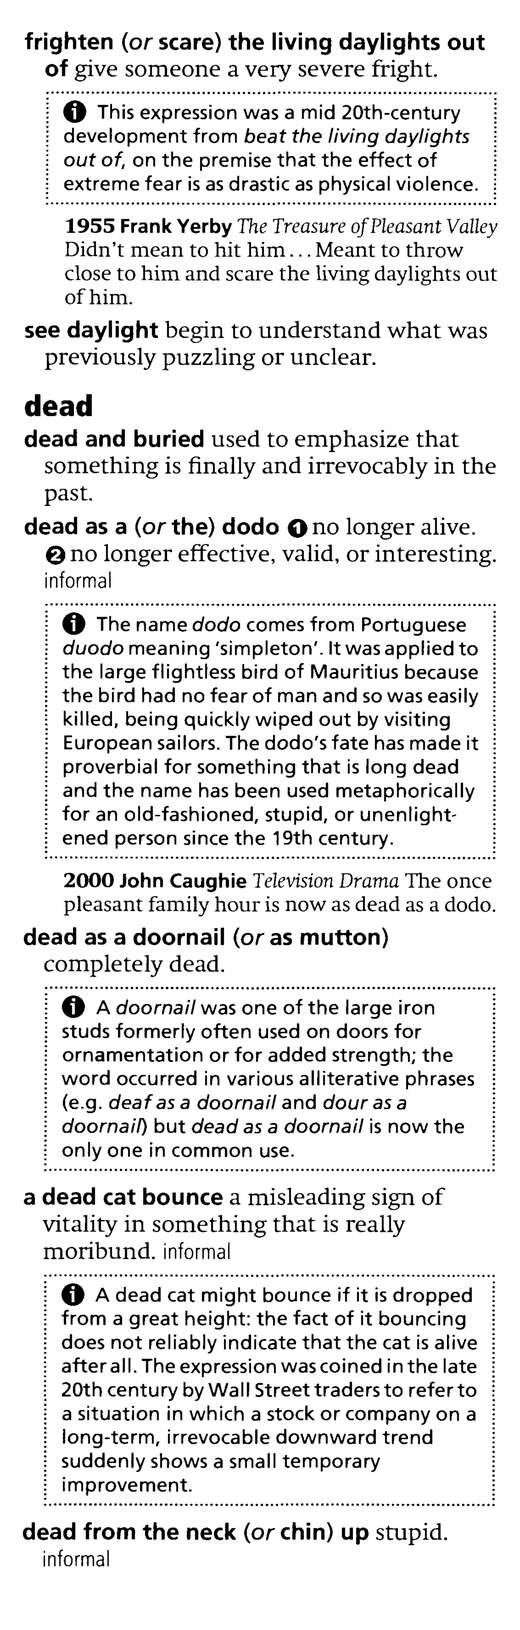 frighten (or scare) the living daylights out
of give someone a very severe fright.
i This expression was a mid 20th-century
development from beat the living daylights
out of, on the premise that the effect of
extreme fear is as drastic as physical violence.
1955 Frank Yerby The Treasure of Pleasant Valley
Didn't mean to hit him... Meant to throw
close to him and scare the living daylights out
of him.
see daylight begin to understand what was
previously puzzling or unclear.
dead
dead and buried used to emphasize that
something is finally and irrevocably in the
past.
dead as a (or the) dodo ❶ no longer alive.
❷ no longer effective, valid, or interesting.
informal
i The name dodo comes from Portuguese
duodo meaning 'simpleton'. It was applied to
the large flightless bird of Mauritius because
the bird had no fear of man and so was easily
killed, being quickly wiped out by visiting
European sailors. The dodo's fate has made it
proverbial for something that is long dead
and the name has been used metaphorically
for an old-fashioned, stupid, or unenlight-
ened person since the 19th century.
2000 John Caughie Television Drama The once
pleasant family hour is now as dead as a dodo.
dead as a doornail (or as mutton)
completely dead.
i A doornail was one of the large iron
studs formerly often used on doors for
ornamentation or for added strength; the
word occurred in various alliterative phrases
(e.g. deaf as a doornail and dour as a
doornail) but dead as a doornail is now the
only one in common use.
a dead cat bounce a misleading sign of
vitality in something that is really
moribund. informal
i A dead cat might bounce if it is dropped
from a great height: the fact of it bouncing
does not reliably indicate that the cat is alive
after all. The expression was coined in the late
20th century by Wall Street traders to refer to
a situation in which a stock or company on a
long-term, irrevocable downward trend
suddenly shows a small temporary
improvement.
dead from the neck (or chin) up stupid.
informal